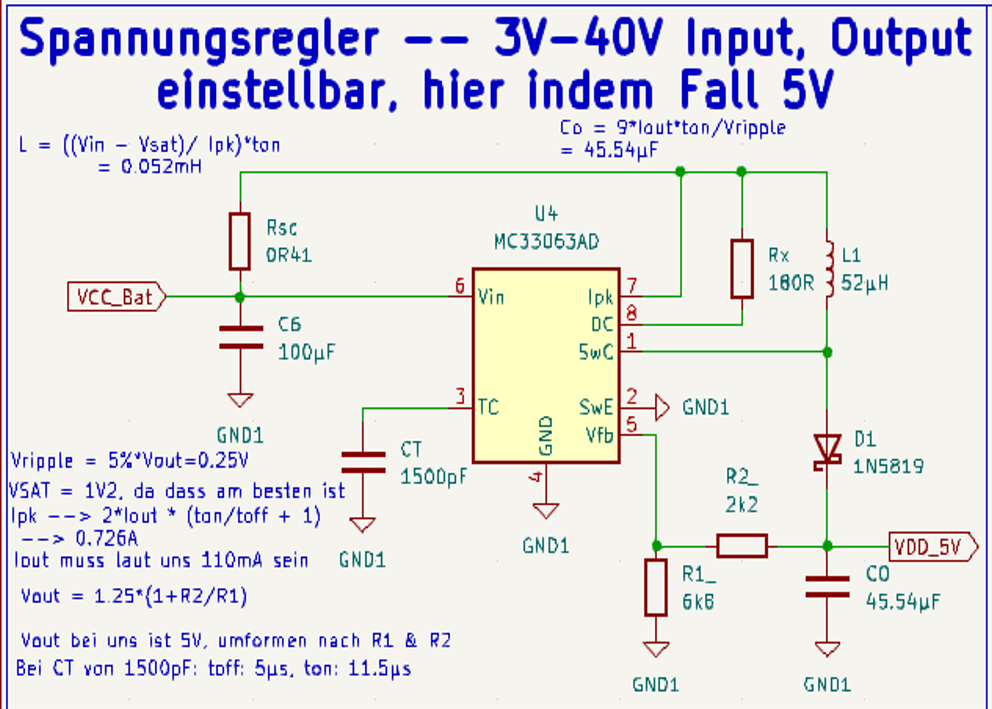 Spannungsregler -- 3V-40V Input, Output
einstellbar, hier indem Fall 5V
L = ((Vin - Vsat)/ Ipk)*ton
= 0.052mH
Co = 9*Iout*ton/Vripple
= 45.54µF
Rsc
0R41
U4
MC33063AD
Rx
180R
L1
52µH
VCC_Bat
6
Vin
Ipk
7
DC
8
SwC
1
C6
100µF
GND1
3
TC
SwE
2
GND1
Vfb
5
GND
4
GND1
CT
1500pF
GND1
D1
1N5819
R2_
2k2
VDD_5V
R1_
6k8
GND1
CO
45.54µF
GND1
Vripple = 5%*Vout=0.25V
VSAT = 1V2, da dass am besten ist
Ipk --> 2*Iout * (ton/toff + 1)
--> 0.726A
Iout muss laut uns 110mA sein
Vout = 1.25*(1+R2/R1)
Vout bei uns ist 5V, umformen nach R1 & R2
Bei CT von 1500pF: toff: 5µs, ton: 11.5µs